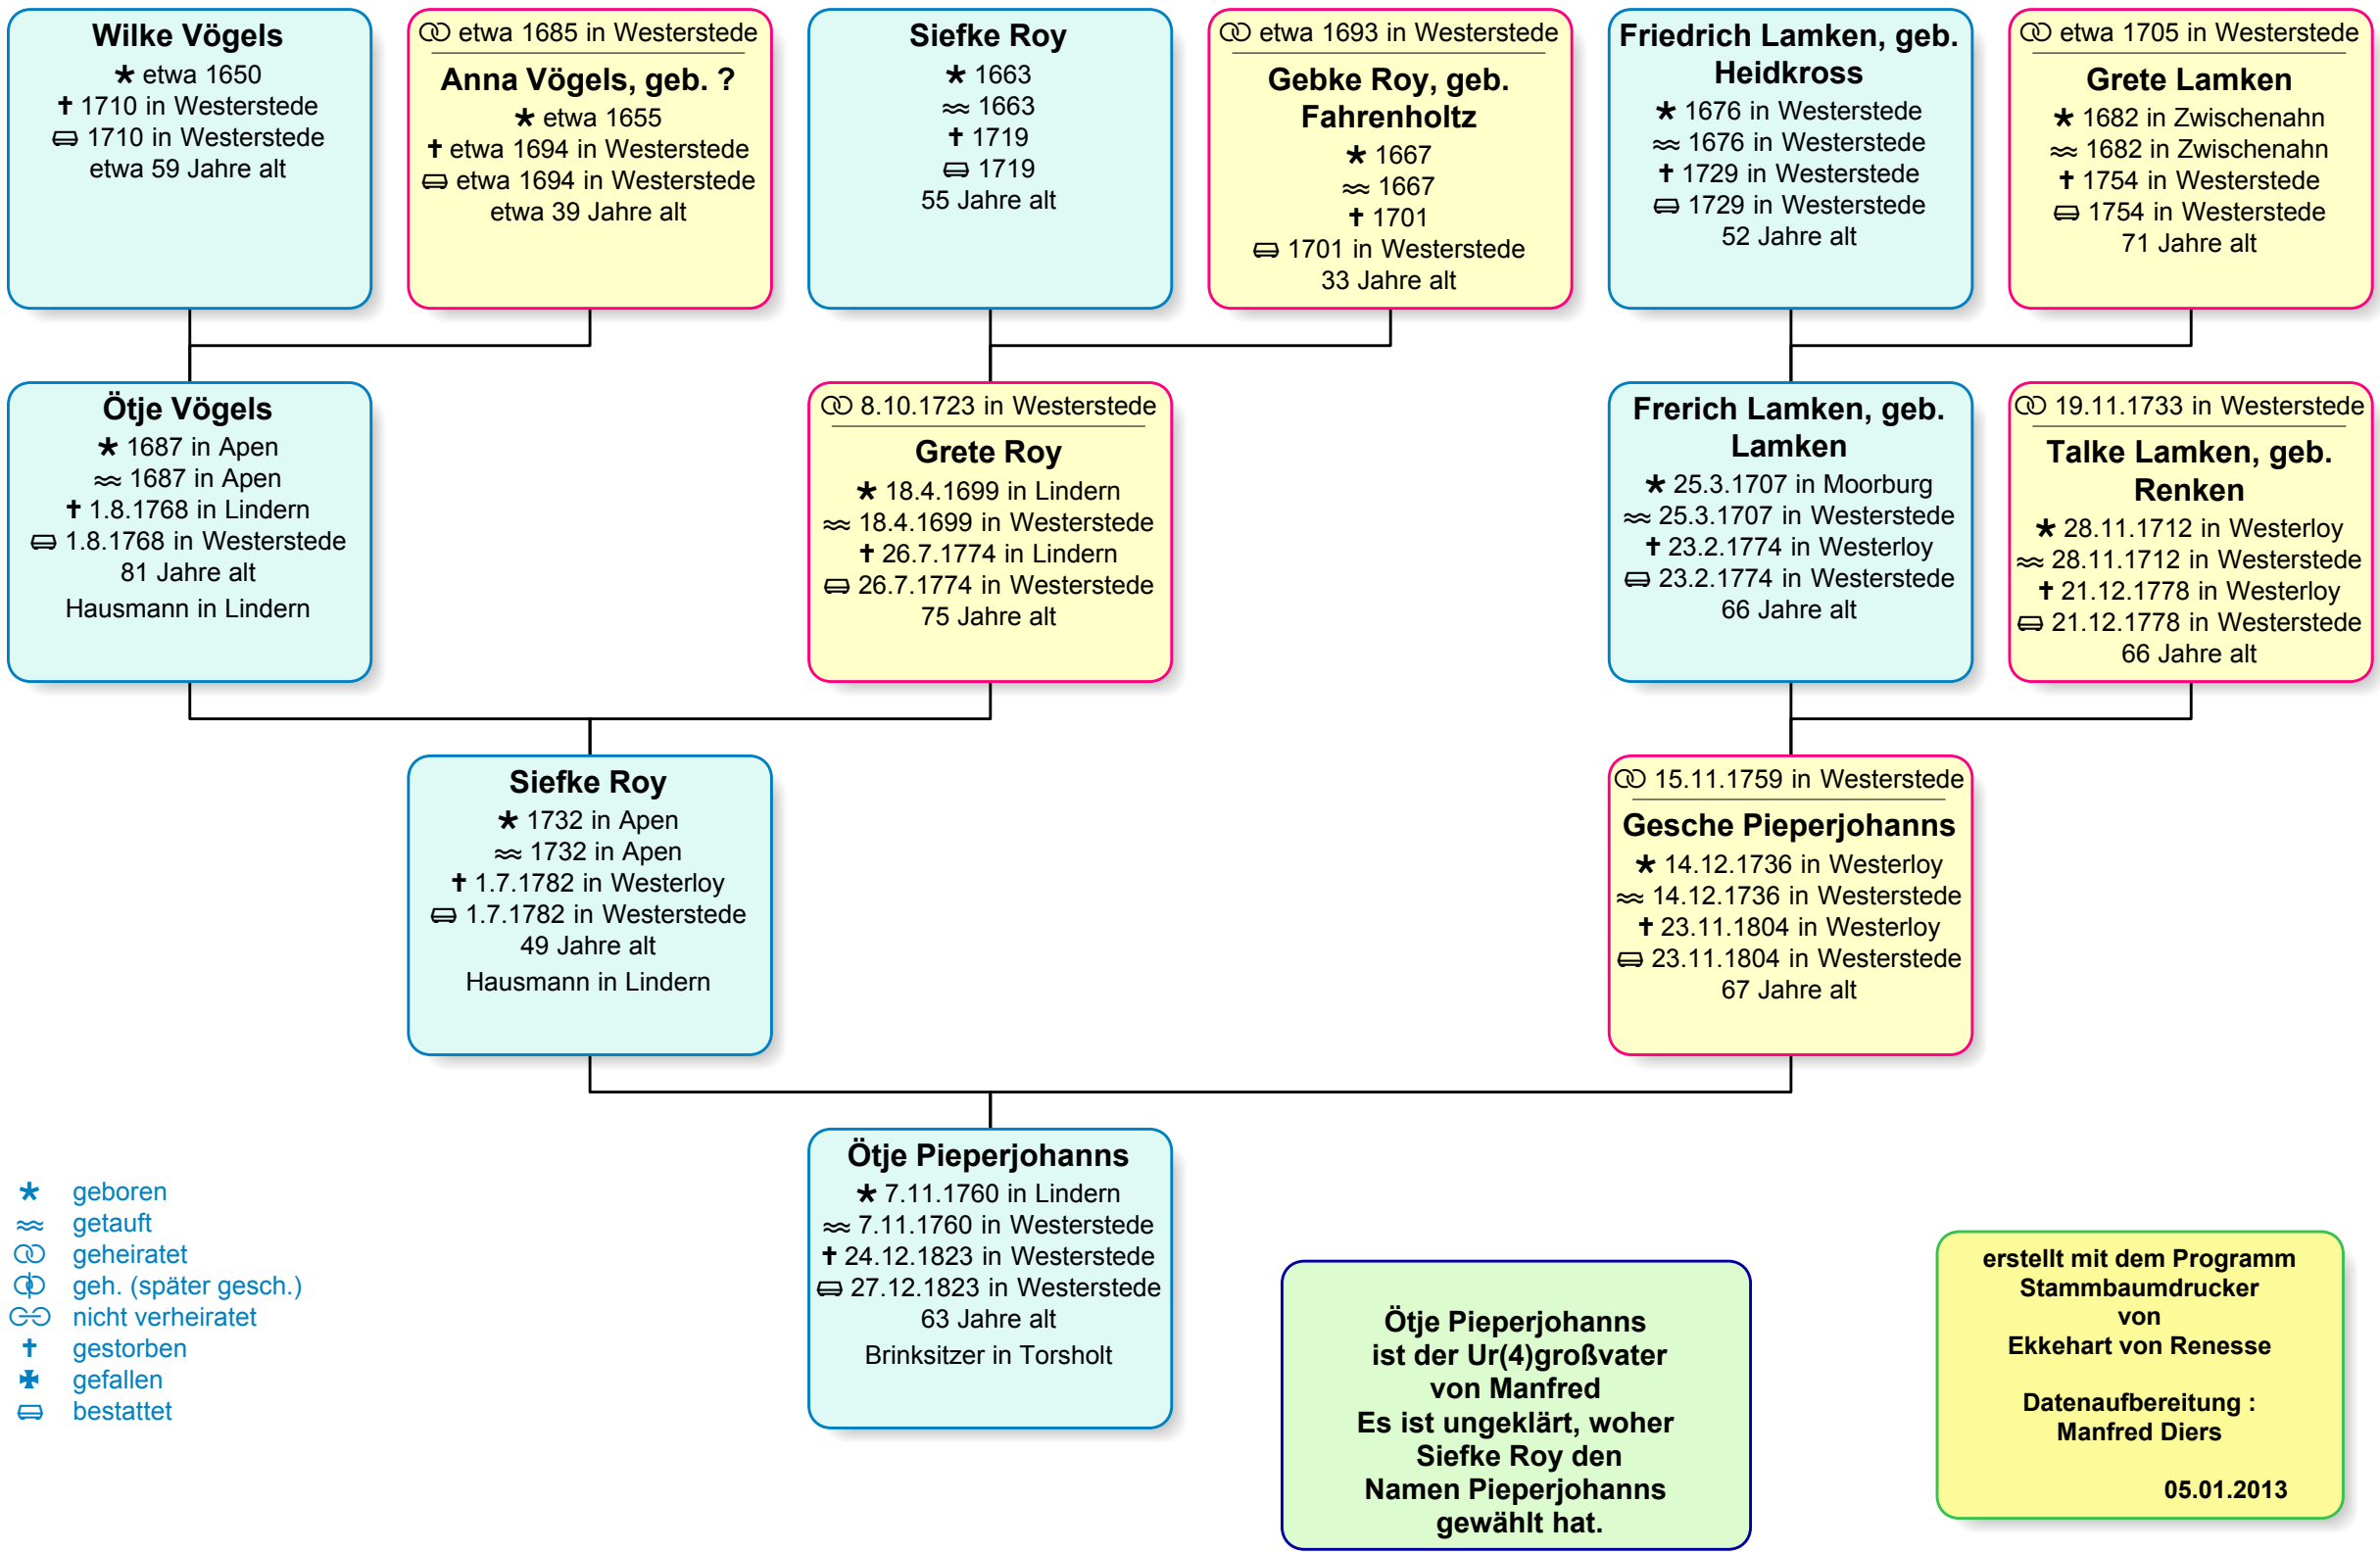 Wilke Vögels
★ etwa 1650
✝ 1710 in Westerstede
⚰ 1710 in Westerstede
etwa 59 Jahre alt
⚭ etwa 1685 in Westerstede
Anna Vögels, geb. ?
★ etwa 1655
✝ etwa 1694 in Westerstede
⚰ etwa 1694 in Westerstede
etwa 39 Jahre alt
Siefke Roy
★ 1663
≈ 1663
✝ 1719
⚰ 1719
55 Jahre alt
⚭ etwa 1693 in Westerstede
Gebke Roy, geb.
Fahrenholtz
★ 1667
≈ 1667
✝ 1701
⚰ 1701 in Westerstede
33 Jahre alt
Friedrich Lamken, geb.
Heidkross
★ 1676 in Westerstede
≈ 1676 in Westerstede
✝ 1729 in Westerstede
⚰ 1729 in Westerstede
52 Jahre alt
⚭ etwa 1705 in Westerstede
Grete Lamken
★ 1682 in Zwischenahn
≈ 1682 in Zwischenahn
✝ 1754 in Westerstede
⚰ 1754 in Westerstede
71 Jahre alt
Ötje Vögels
★ 1687 in Apen
≈ 1687 in Apen
✝ 1.8.1768 in Lindern
⚰ 1.8.1768 in Westerstede
81 Jahre alt
Hausmann in Lindern
⚭ 8.10.1723 in Westerstede
Grete Roy
★ 18.4.1699 in Lindern
≈ 18.4.1699 in Westerstede
✝ 26.7.1774 in Lindern
⚰ 26.7.1774 in Westerstede
75 Jahre alt
Frerich Lamken, geb.
Lamken
★ 25.3.1707 in Moorburg
≈ 25.3.1707 in Westerstede
✝ 23.2.1774 in Westerloy
⚰ 23.2.1774 in Westerstede
66 Jahre alt
⚭ 19.11.1733 in Westerstede
Talke Lamken, geb.
Renken
★ 28.11.1712 in Westerloy
≈ 28.11.1712 in Westerstede
✝ 21.12.1778 in Westerloy
⚰ 21.12.1778 in Westerstede
66 Jahre alt
Siefke Roy
★ 1732 in Apen
≈ 1732 in Apen
✝ 1.7.1782 in Westerloy
⚰ 1.7.1782 in Westerstede
49 Jahre alt
Hausmann in Lindern
⚭ 15.11.1759 in Westerstede
Gesche Pieperjohanns
★ 14.12.1736 in Westerloy
≈ 14.12.1736 in Westerstede
✝ 23.11.1804 in Westerloy
⚰ 23.11.1804 in Westerstede
67 Jahre alt
Ötje Pieperjohanns
★ 7.11.1760 in Lindern
≈ 7.11.1760 in Westerstede
✝ 24.12.1823 in Westerstede
⚰ 27.12.1823 in Westerstede
63 Jahre alt
Brinksitzer in Torsholt
★ geboren
≈ getauft
⚭ geheiratet
⚮ geh. (später gesch.)
⚯ nicht verheiratet
✝ gestorben
✠ gefallen
⚰ bestattet
Ötje Pieperjohanns
ist der Ur(4)großvater
von Manfred
Es ist ungeklärt, woher
Siefke Roy den
Namen Pieperjohanns
gewählt hat.
erstellt mit dem Programm
Stammbaumdrucker
von
Ekkehart von Renesse
Datenaufbereitung :
Manfred Diers
05.01.2013